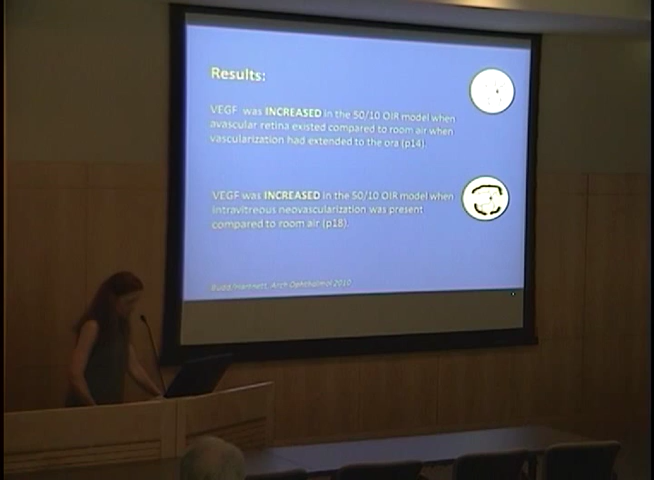 Results:
VEGF was INCREASED in the 50/10 OIR model when
avascular retina existed compared to room air when
vascularization had extended to the ora (p14).
VEGF was INCREASED in the 50/10 OIR model when
intravitreous neovascularization was present
compared to room air (p18).
Budd/Hartnett, Arch Ophthalmol 2010